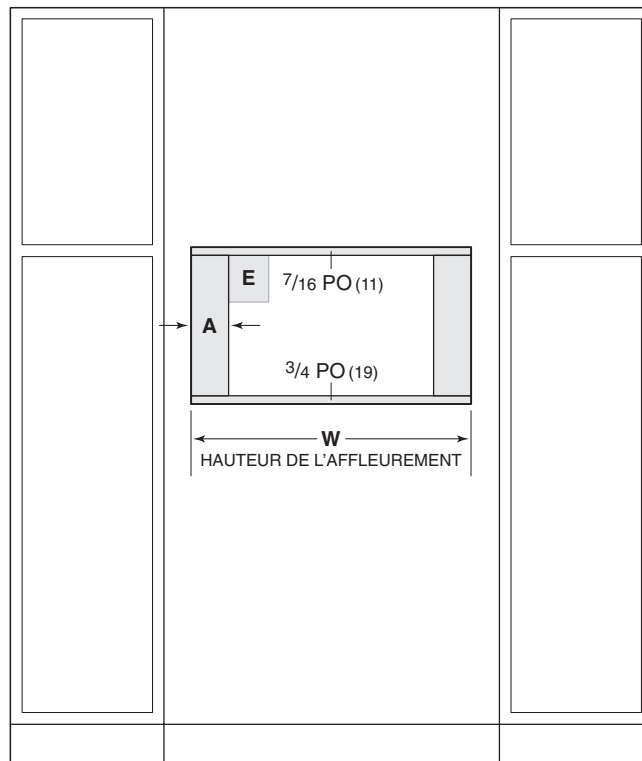 E
7/16 PO (11)
A
3/4 PO (19)
W
HAUTEUR DE L'AFFLEUREMENT